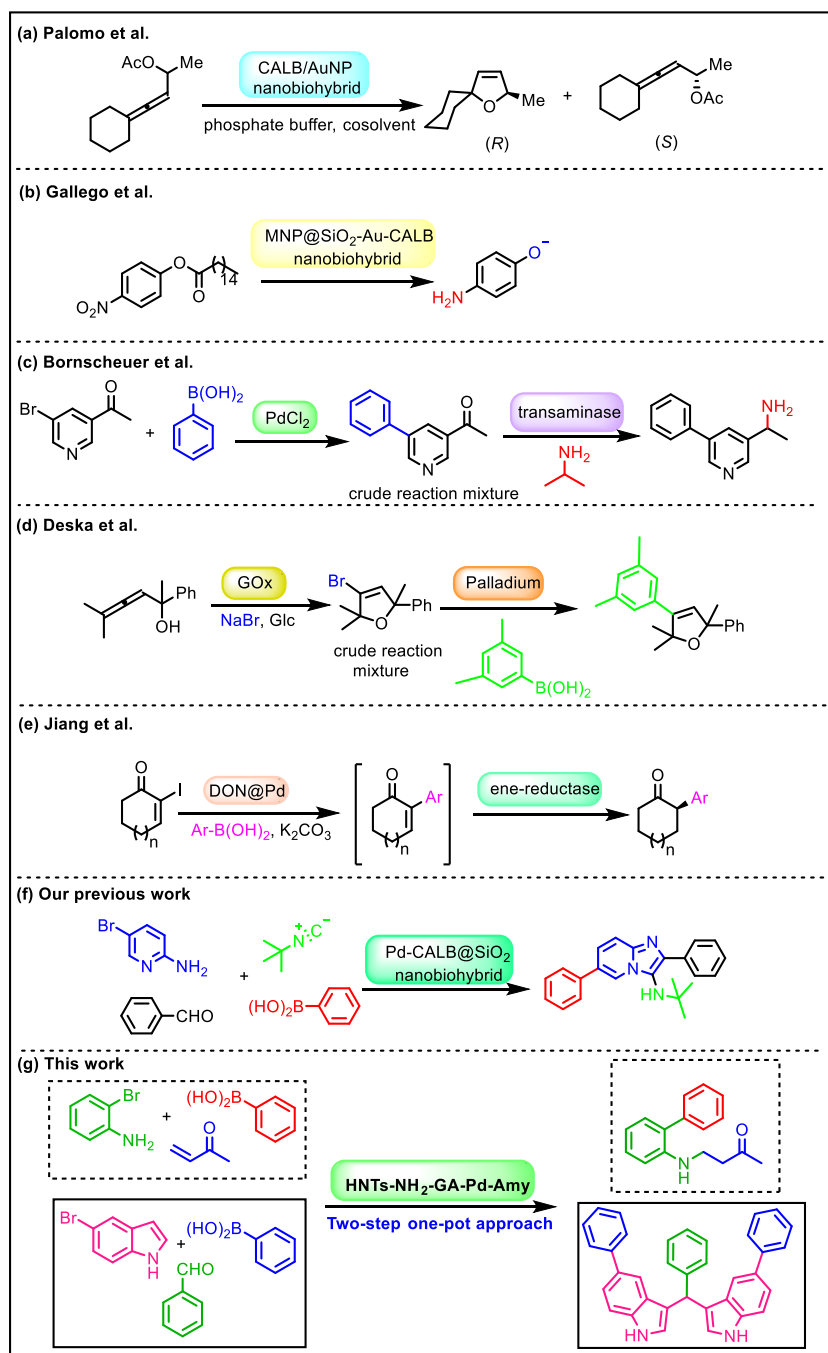 (a) Palomo et al.
AcO Me
CALB/AuNP
nanobiohybrid
phosphate buffer, cosolvent
O Me
(R)
+
Me
OAc
(S)
(b) Gallego et al.
O2N
O
O
( )
14
MNP@SiO2-Au-CALB
nanobiohybrid
H2N
O−
(c) Bornscheuer et al.
Br
O
N
+
B(OH)2
PdCl2
O
N
crude reaction mixture
transaminase
NH2
NH2
N
(d) Deska et al.
Ph
OH
GOx
NaBr, Glc
Br
O
Ph
crude reaction
mixture
Palladium
B(OH)2
O
Ph
(e) Jiang et al.
O
I
( )n
DON@Pd
Ar-B(OH)2, K2CO3
O
Ar
( )n
ene-reductase
O
Ar
( )n
(f) Our previous work
Br
N
NH2
CHO
+
+ −
N:C
(HO)2B
Pd-CALB@SiO2
nanobiohybrid
N
N
HN
(g) This work
Br
NH2
+
(HO)2B
O
HNTs-NH2-GA-Pd-Amy
Two-step one-pot approach
N
H
O
Br
N
H
+
(HO)2B
CHO
HN
NH